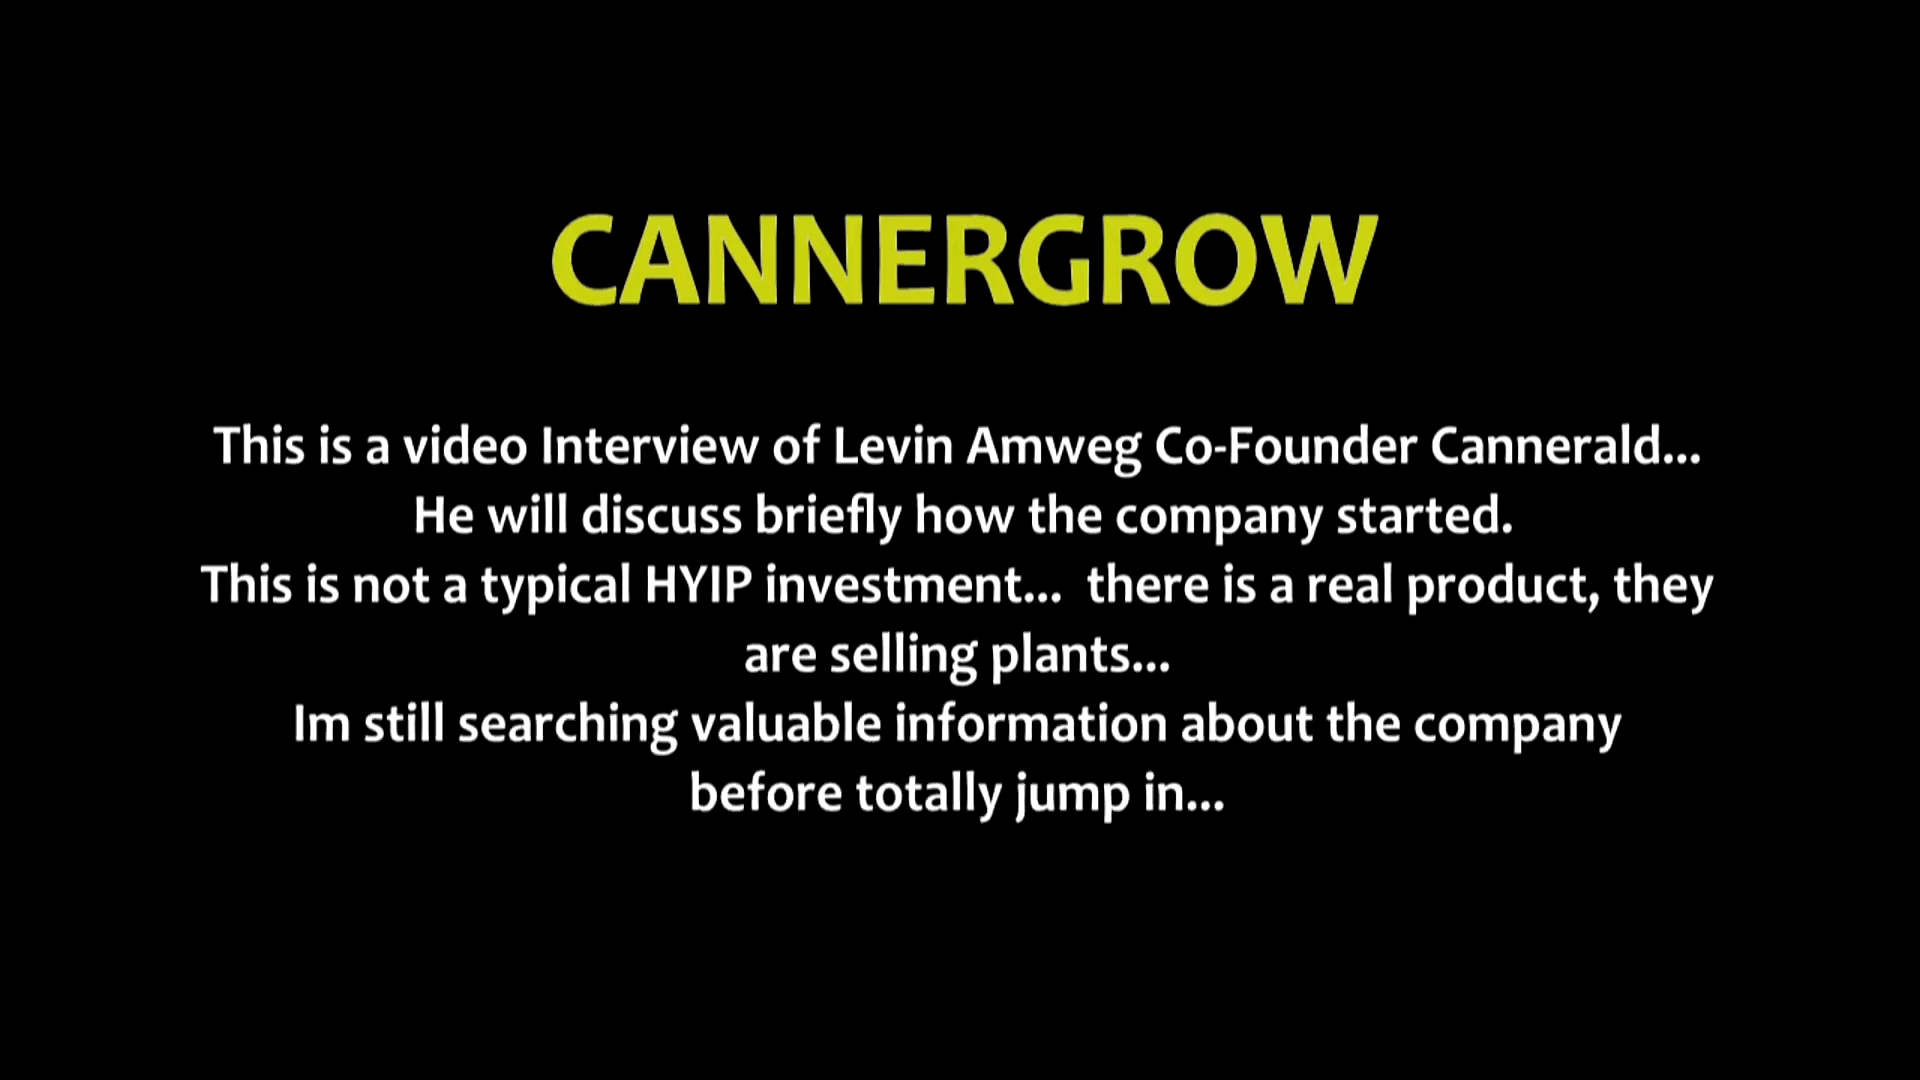 CANNERGROW
This is a video Interview of Levin Amweg Co-Founder Cannerald...
He will discuss briefly how the company started.
This is not a typical HYIP investment... there is a real product, they
are selling plants...
Im still searching valuable information about the company
before totally jump in...